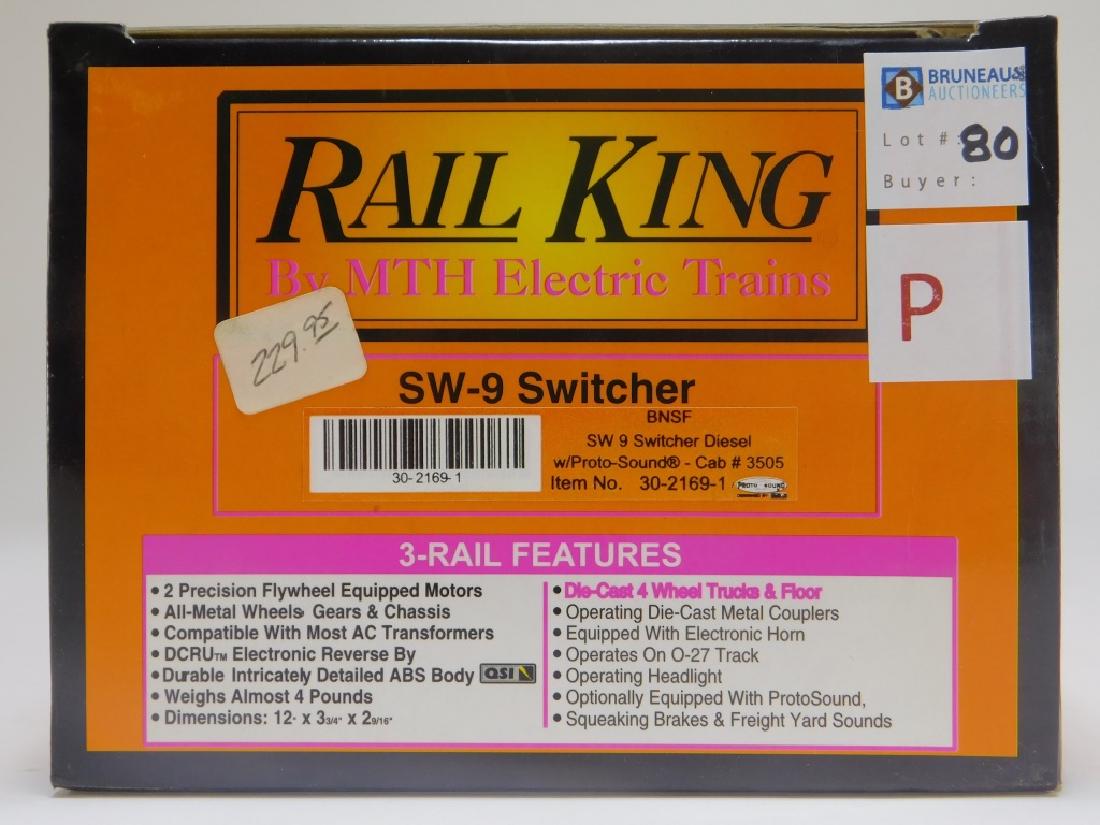 BRUNEAU &
AUCTIONEERS
Lot #: 80
Buyer:
P
RAIL KING
By MTH Electric Trains
229.95
SW-9 Switcher
BNSF
SW 9 Switcher Diesel
w/Proto-Sound® - Cab # 3505
Item No. 30-2169-1
PROTO SOUND
30-2169-1
3-RAIL FEATURES
• 2 Precision Flywheel Equipped Motors
• All-Metal Wheels, Gears & Chassis
• Compatible With Most AC Transformers
• DCRU™ Electronic Reverse By
• Durable Intricately Detailed ABS Body QSI
• Weighs Almost 4 Pounds
• Dimensions: 12" x 3 3/4" x 2 9/16"
• Die-Cast 4 Wheel Trucks & Floor
• Operating Die-Cast Metal Couplers
• Equipped With Electronic Horn
• Operates On O-27 Track
• Operating Headlight
• Optionally Equipped With ProtoSound,
• Squeaking Brakes & Freight Yard Sounds